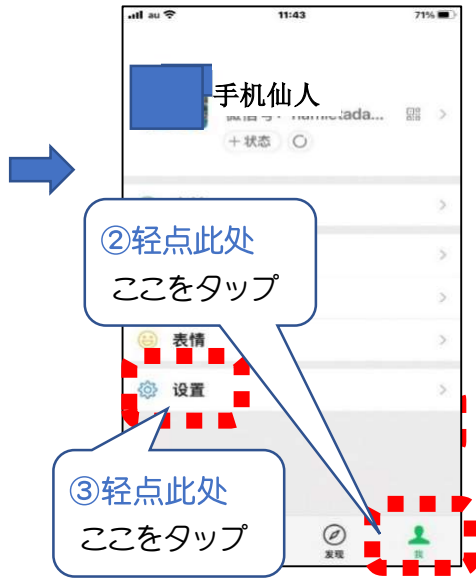 au 11:43 71%
手机仙人
+ 状态
②轻点此处
ここをタップ
表情
设置
③轻点此处
ここをタップ
发现
我